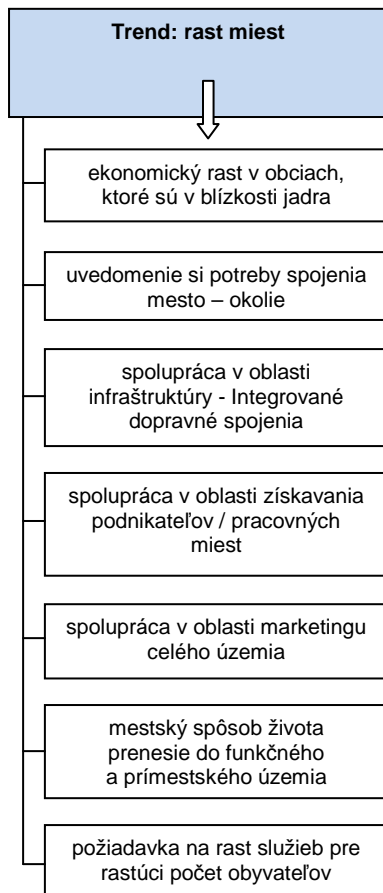 Trend: rast miest
ekonomický rast v obciach,
ktoré sú v blízkosti jadra
uvedomenie si potreby spojenia
mesto – okolie
spolupráca v oblasti
infraštruktúry - Integrované
dopravné spojenia
spolupráca v oblasti získavania
podnikateľov / pracovných
miest
spolupráca v oblasti marketingu
celého územia
mestský spôsob života
prenesie do funkčného
a prímestského územia
požiadavka na rast služieb pre
rastúci počet obyvateľov